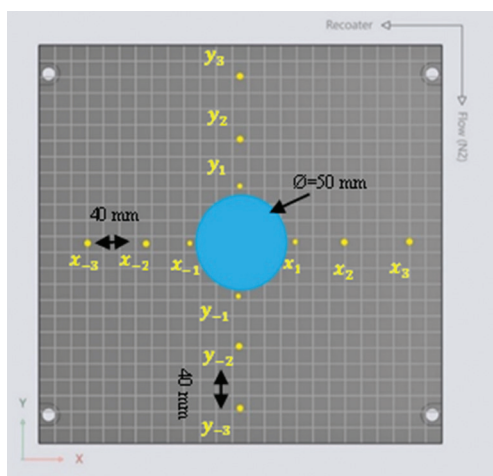 Recoater
Flow (N2)
y₃
y₂
y₁
Ø=50 mm
40 mm
x₋₃ x₋₂ x₋₁ x₁ x₂ x₃
y₋₁
y₋₂
40 mm
y₋₃
Y
X